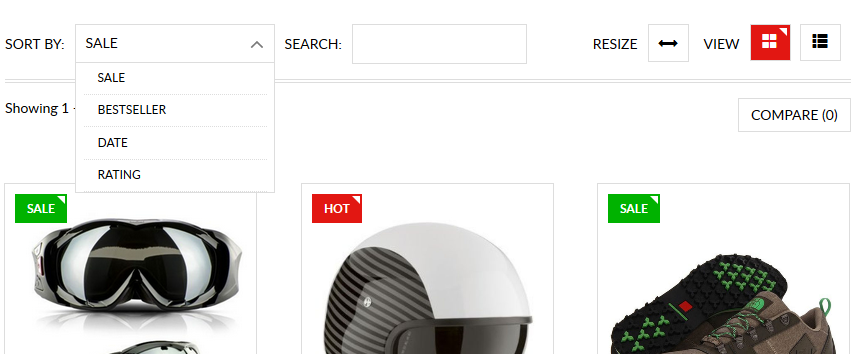 SORT BY: SALE SEARCH: RESIZE VIEW
SALE
BESTSELLER
DATE
RATING
Showing 1 -
COMPARE (0)
SALE HOT SALE